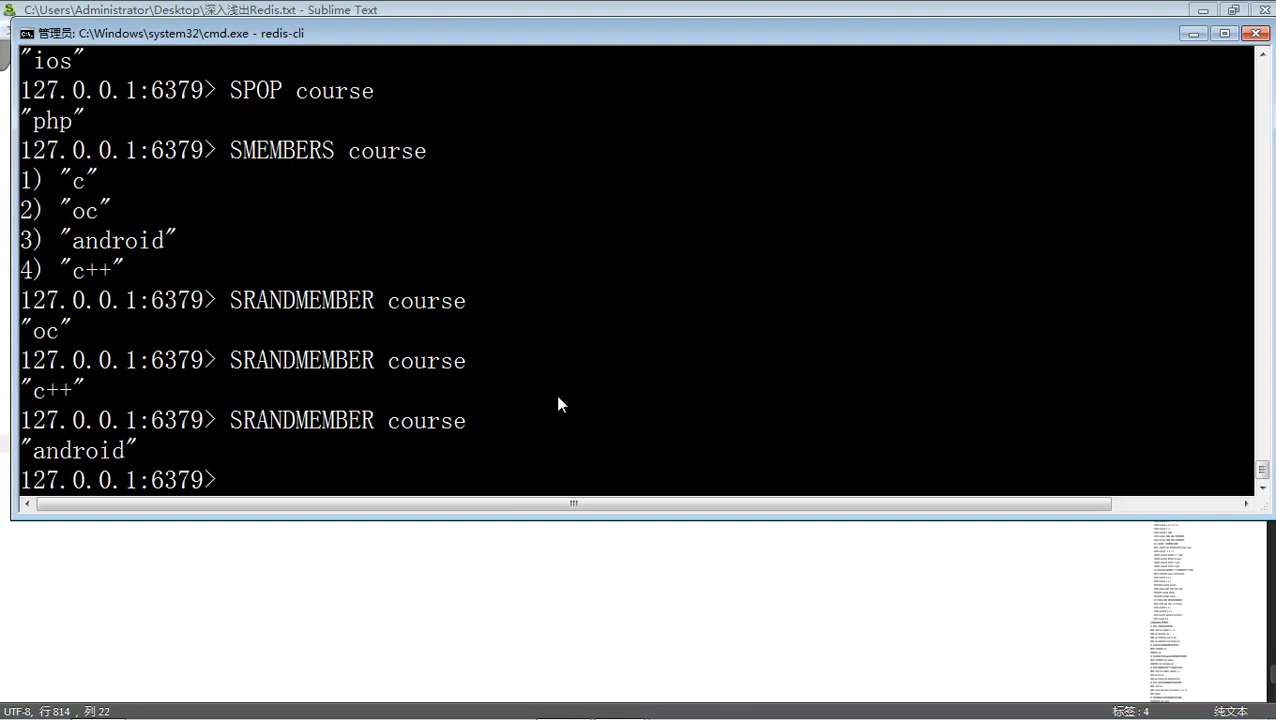 C:\Users\Administrator\Desktop\深入浅出Redis.txt - Sublime Text
管理员: C:\Windows\system32\cmd.exe - redis-cli
"ios"
127.0.0.1:6379> SPOP course
"php"
127.0.0.1:6379> SMEMBERS course
1) "c"
2) "oc"
3) "android"
4) "c++"
127.0.0.1:6379> SRANDMEMBER course
"oc"
127.0.0.1:6379> SRANDMEMBER course
"c++"
127.0.0.1:6379> SRANDMEMBER course
"android"
127.0.0.1:6379>
UTF-8, 行 814 , 列 22
标签: 4
纯文本